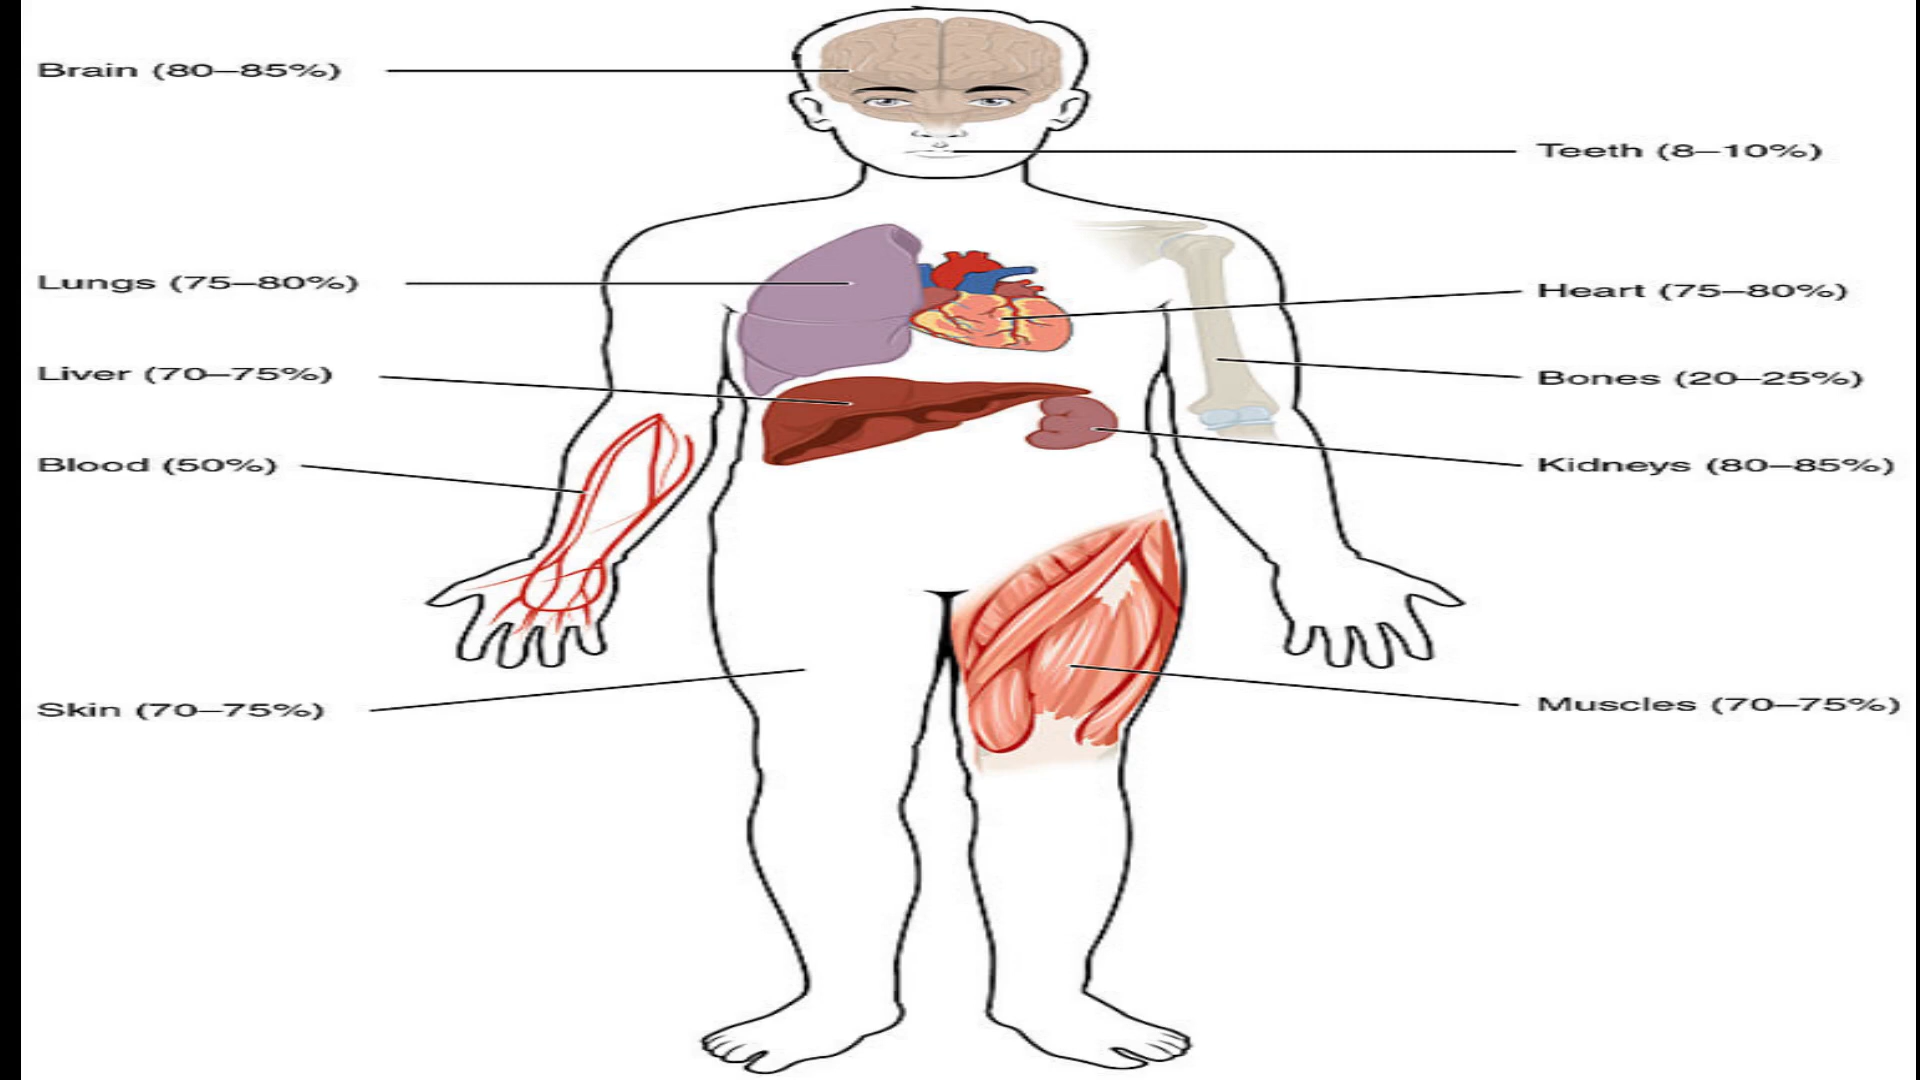 Brain (80–85%)
Teeth (8–10%)
Lungs (75–80%)
Heart (75–80%)
Liver (70–75%)
Bones (20–25%)
Blood (50%)
Kidneys (80–85%)
Skin (70–75%)
Muscles (70–75%)